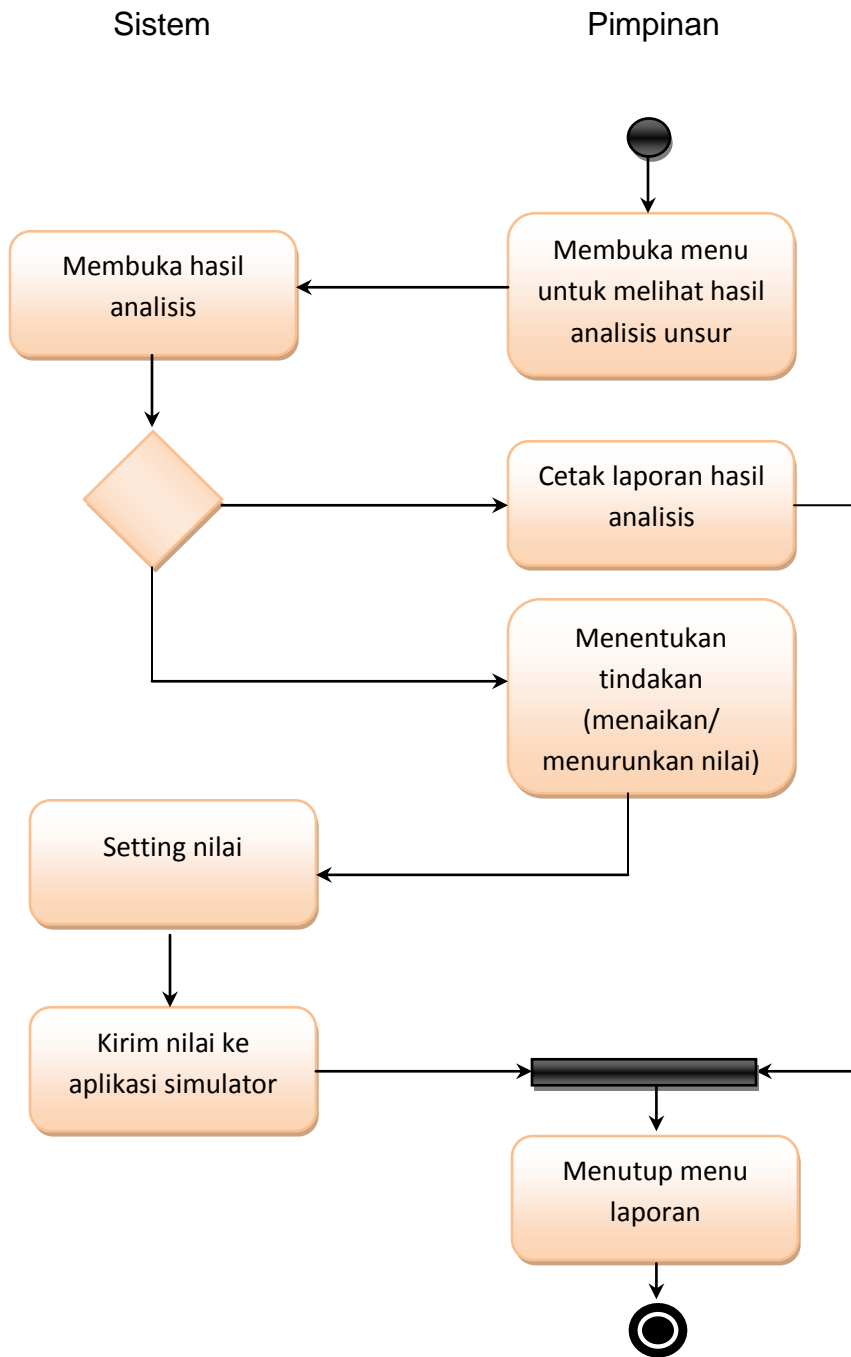 Sistem
Pimpinan
Membuka menu
untuk melihat hasil
analisis unsur
Membuka hasil
analisis
Cetak laporan hasil
analisis
Menentukan
tindakan
(menaikan/
menurunkan nilai)
Setting nilai
Kirim nilai ke
aplikasi simulator
Menutup menu
laporan